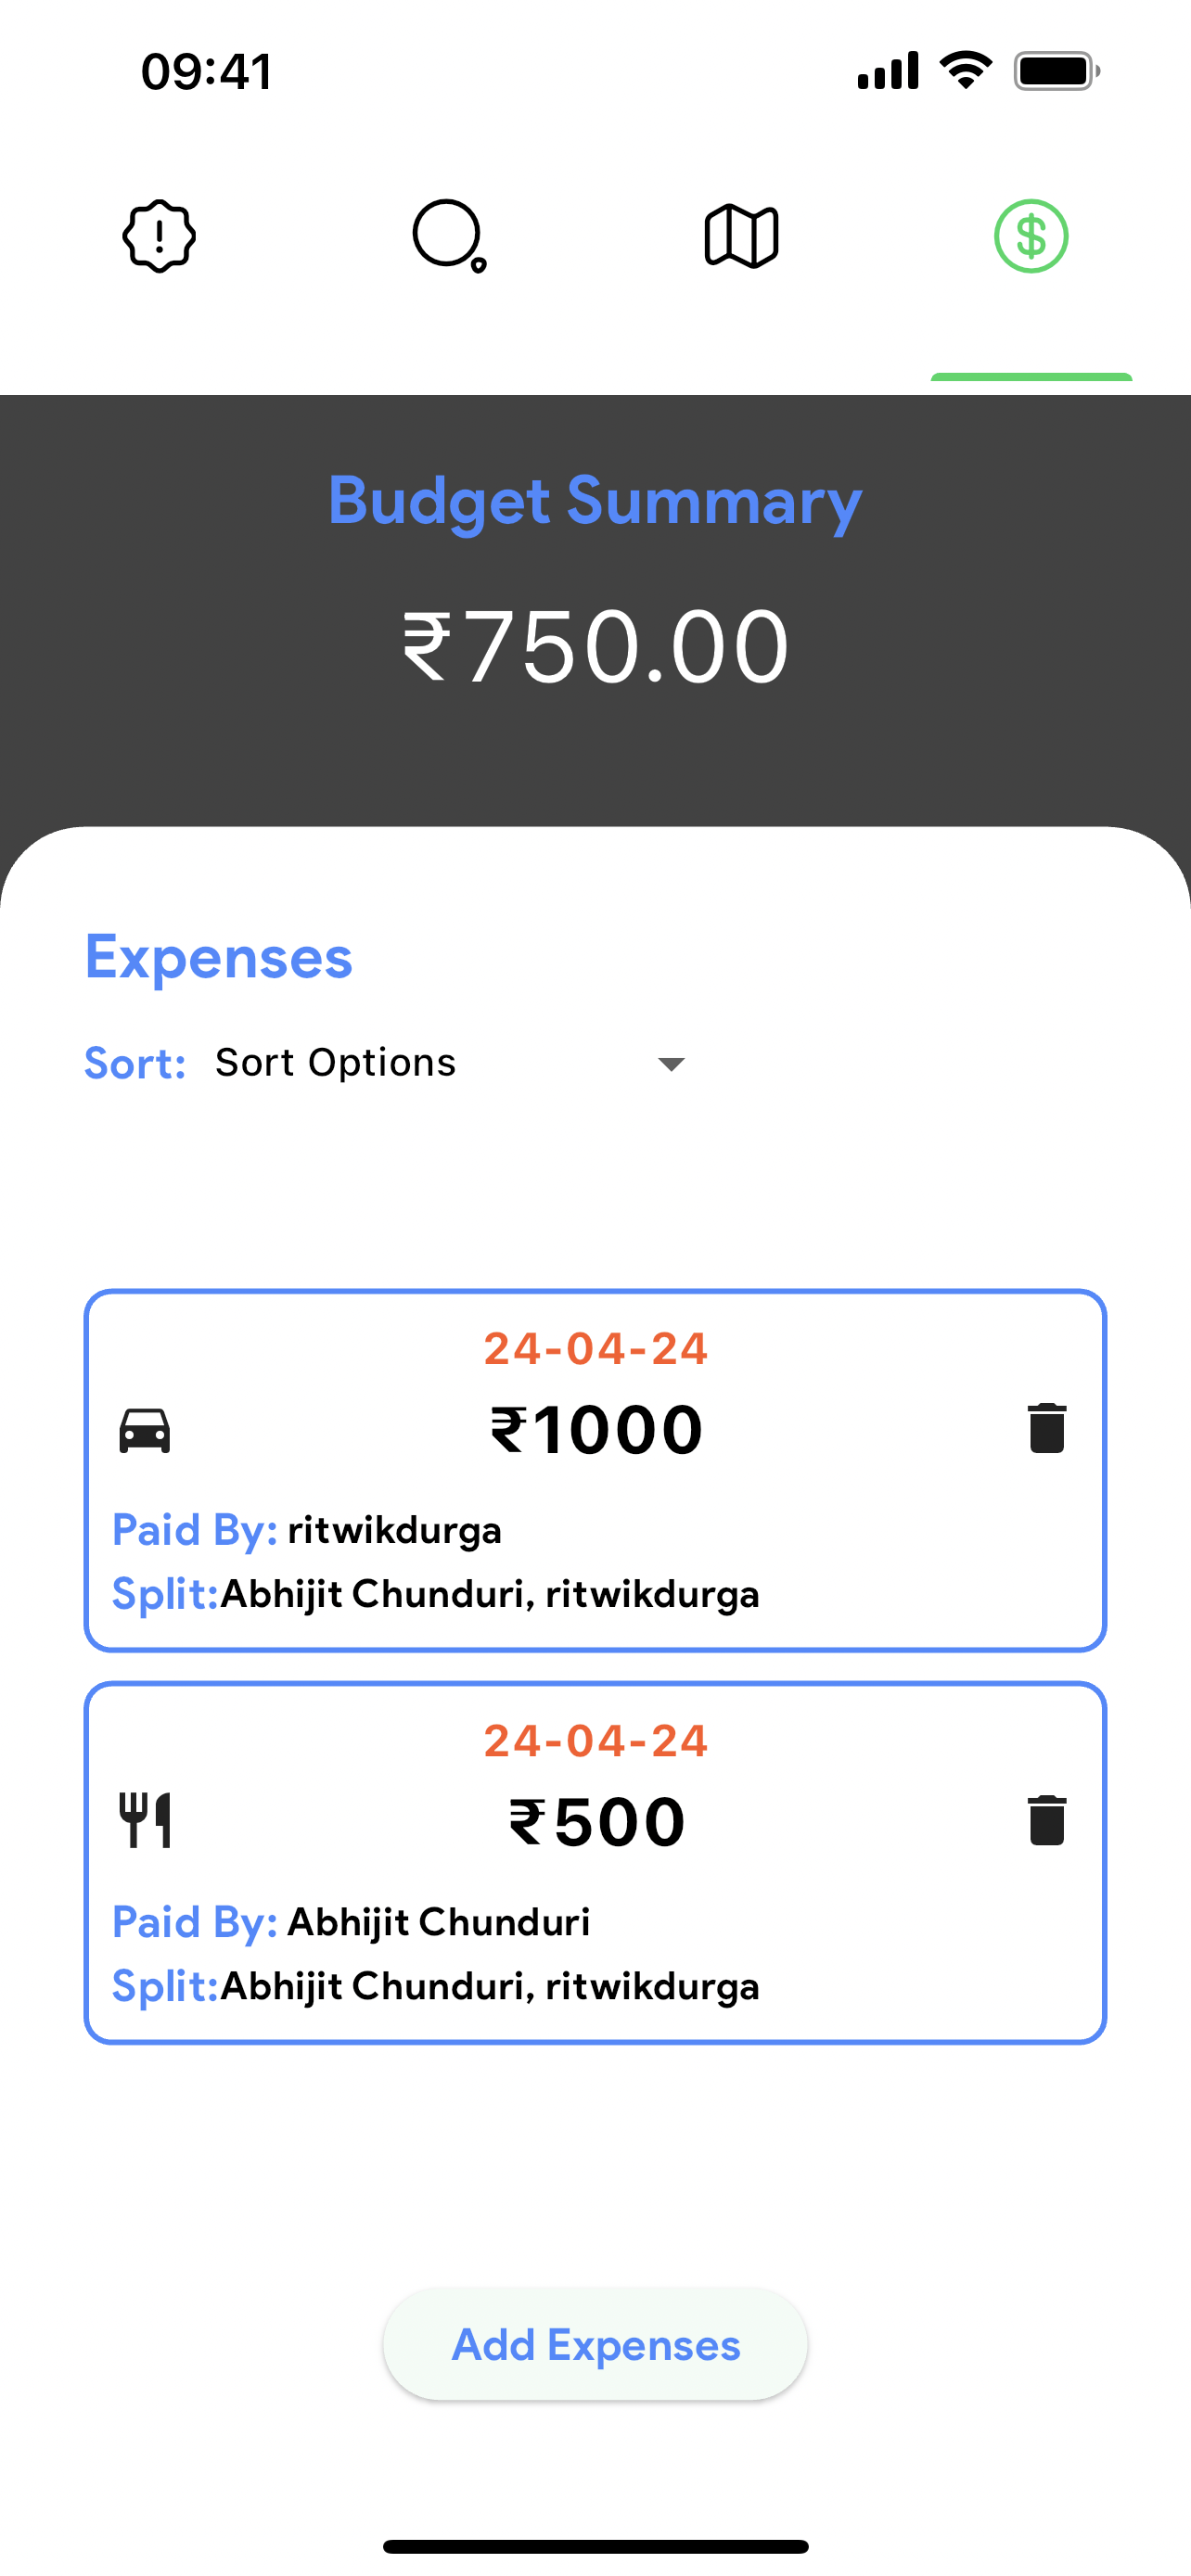 09:41
Budget Summary
₹750.00
Expenses
Sort: Sort Options
24-04-24
₹1000
Paid By: ritwikdurga
Split:Abhijit Chunduri, ritwikdurga
24-04-24
₹500
Paid By: Abhijit Chunduri
Split:Abhijit Chunduri, ritwikdurga
Add Expenses